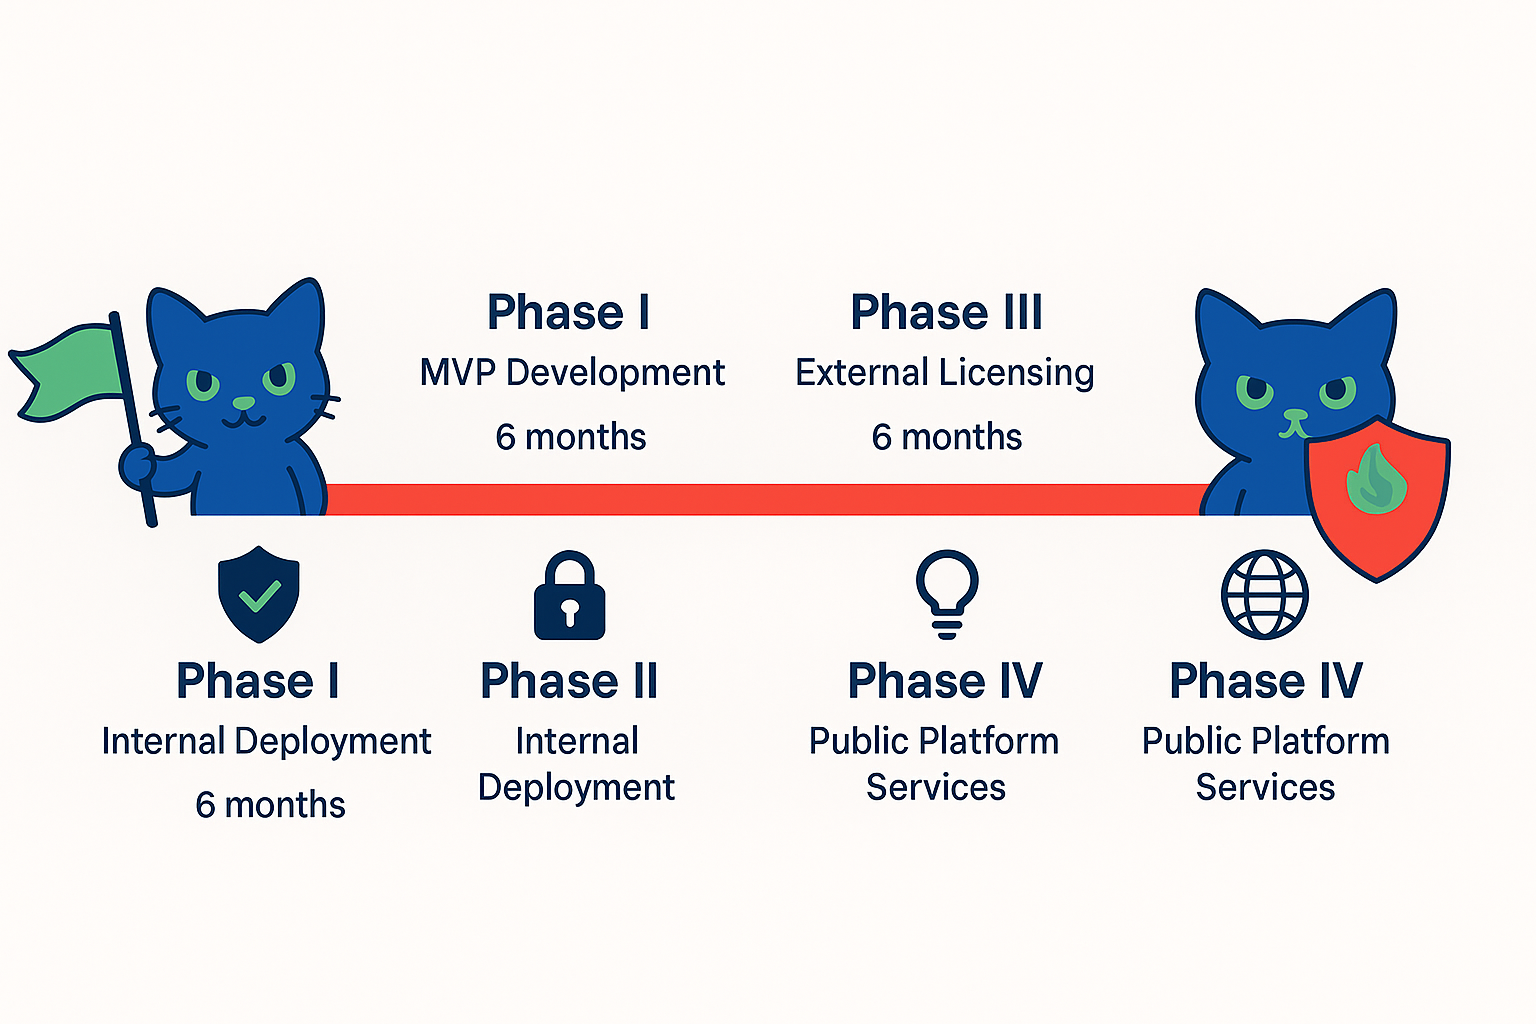 Phase I
MVP Development
6 months
Phase III
External Licensing
6 months
Phase I
Internal Deployment
6 months
Phase II
Internal
Deployment
Phase IV
Public Platform
Services
Phase IV
Public Platform
Services